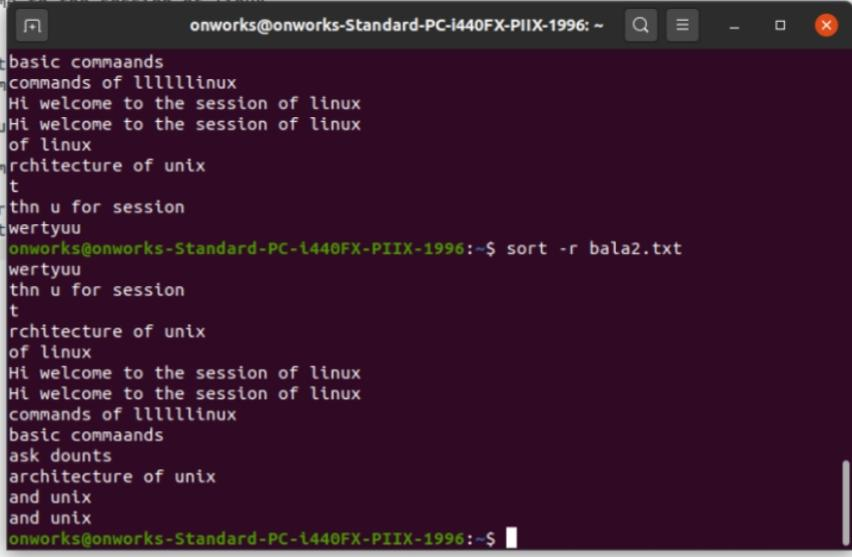 onworks@onworks-Standard-PC-i440FX-PIIX-1996: ~
basic commaands
commands of llllllinux
Hi welcome to the session of linux
Hi welcome to the session of linux
of linux
rchitecture of unix
t
thn u for session
wertyuu
onworks@onworks-Standard-PC-i440FX-PIIX-1996:~$ sort -r bala2.txt
wertyuu
thn u for session
t
rchitecture of unix
of linux
Hi welcome to the session of linux
Hi welcome to the session of linux
commands of llllllinux
basic commaands
ask dounts
architecture of unix
and unix
and unix
onworks@onworks-Standard-PC-i440FX-PIIX-1996:~$